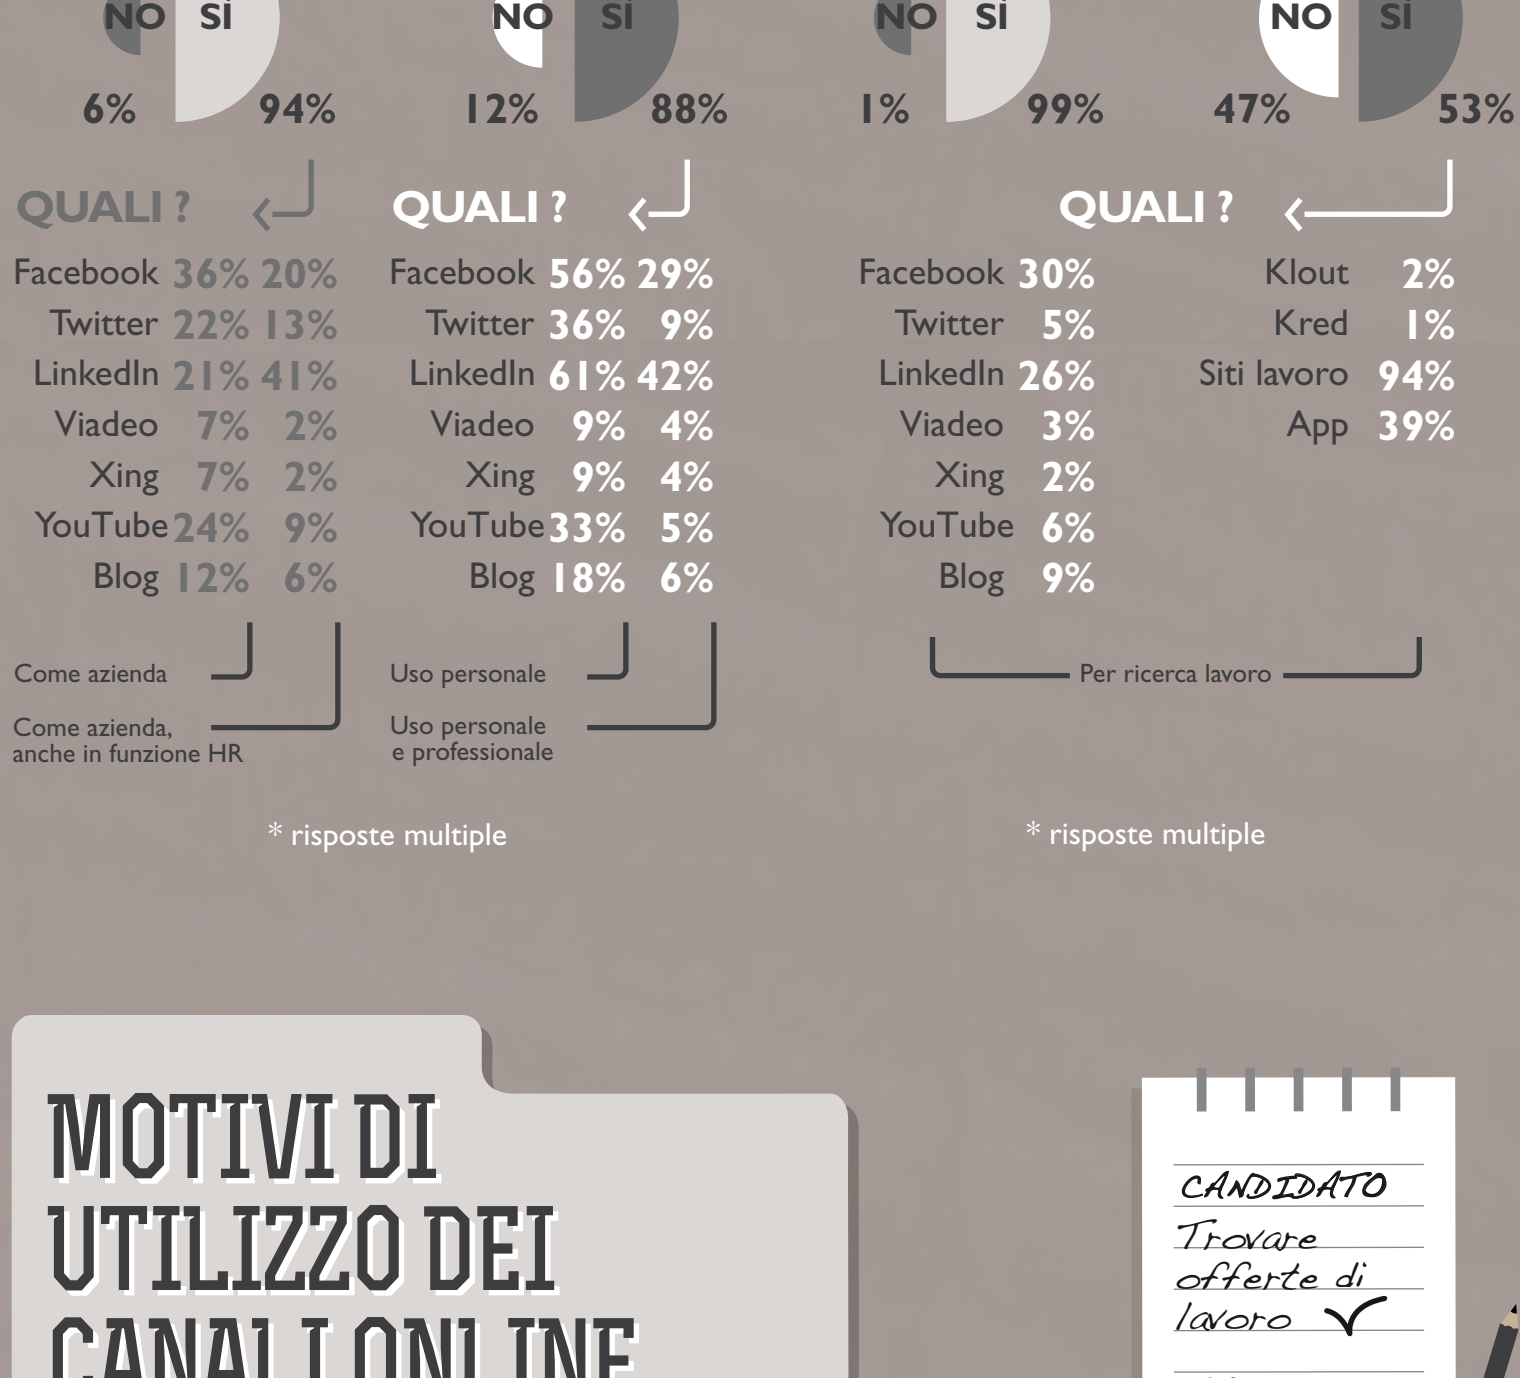 NO SÌ NO SÌ NO SÌ NO SÌ
6% 94% 12% 88% 1% 99% 47% 53%
QUALI ? QUALI ? QUALI ?
Facebook 36% 20% Facebook 56% 29% Facebook 30% Klout 2%
Twitter 22% 13% Twitter 36% 9% Twitter 5% Kred 1%
LinkedIn 21% 41% LinkedIn 61% 42% LinkedIn 26% Siti lavoro 94%
Viadeo 7% 2% Viadeo 9% 4% Viadeo 3% App 39%
Xing 7% 2% Xing 9% 4% Xing 2%
YouTube 24% 9% YouTube 33% 5% YouTube 6%
Blog 12% 6% Blog 18% 6% Blog 9%
Come azienda Uso personale Per ricerca lavoro
Come azienda, Uso personale
anche in funzione HR e professionale
* risposte multiple * risposte multiple
MOTIVI DI
UTILIZZO DEI
CANALI ONLINE
CANDIDATO
Trovare
offerte di
lavoro